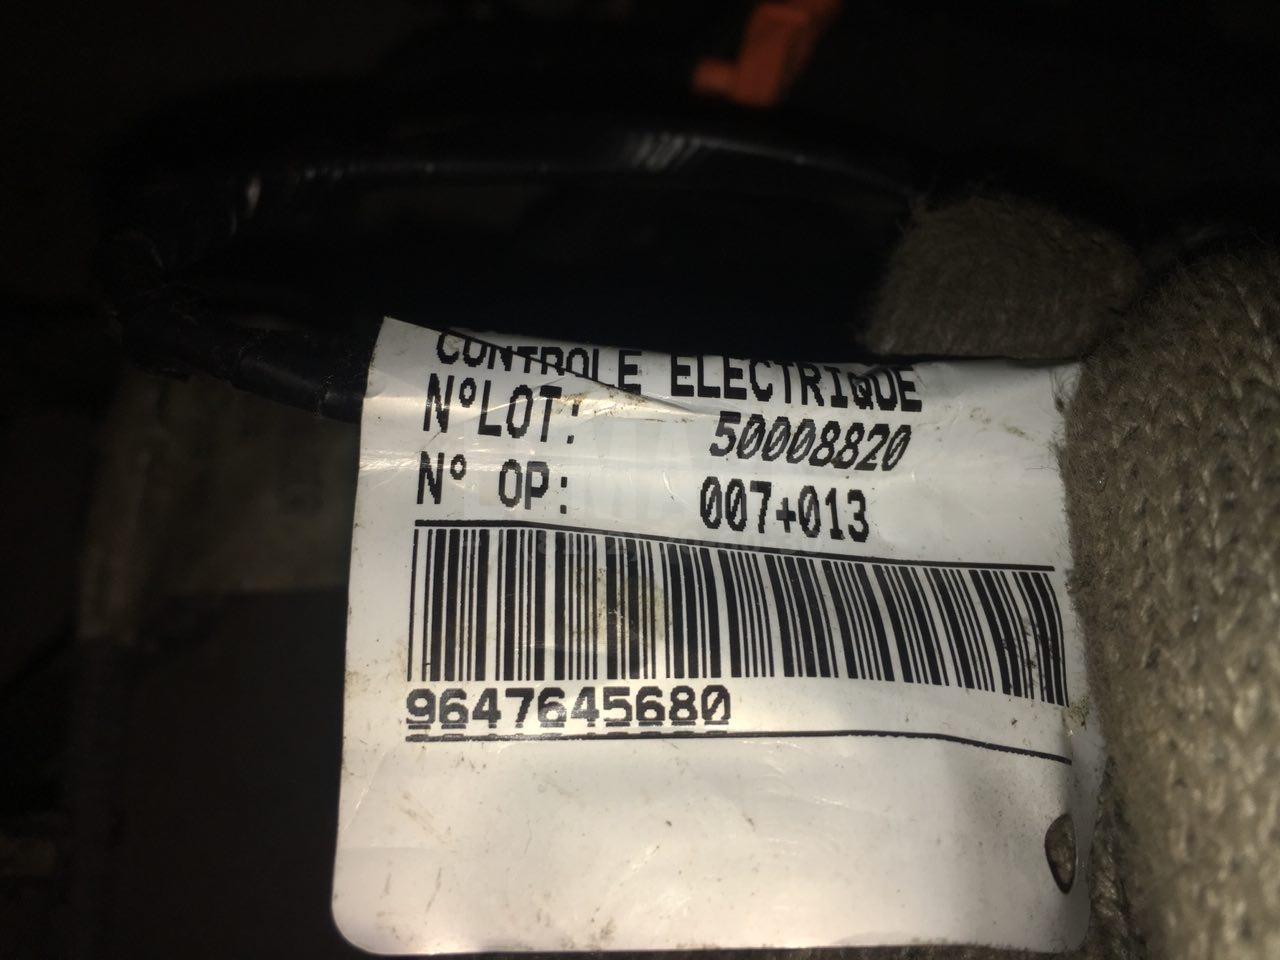 CONTROLE ELECTRIQUE
N°LOT: 50008820
N° OP: 007+013
9647645680